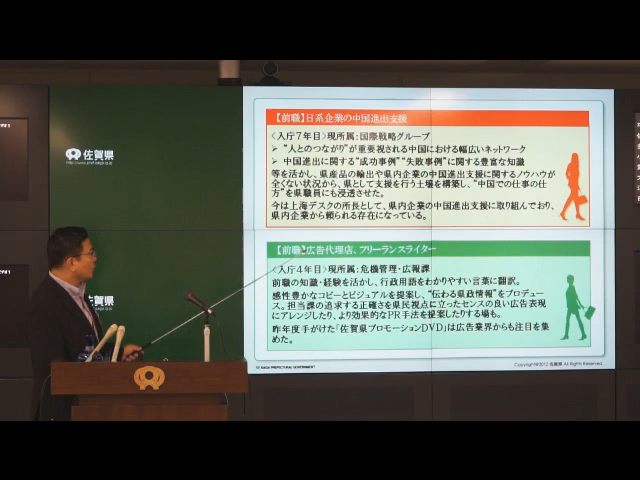 佐賀県
佐賀県
【前職】日系企業の中国進出支援
〈入庁7年目〉現所属:国際戦略グループ
➢ “人とのつながり”が重要視される中国における幅広いネットワーク
➢ 中国進出に関する“成功事例”“失敗事例”に関する豊富な知識
等を活かし、県産品の輸出や県内企業の中国進出支援に関するノウハウが
全くない状況から、県として支援を行う土壌を構築し、“中国での仕事の仕
方”を県職員にも浸透させた。
今は上海デスクの所長として、県内企業の中国進出支援に取り組んでおり、
県内企業から頼られる存在になっている。
【前職】広告代理店、フリーランスライター
〈入庁4年目〉現所属:危機管理・広報課
前職の知識・経験を活かし、行政用語をわかりやすい言葉に翻訳。
感性豊かなコピーとビジュアルを提案し、“伝わる県政情報”をプロデュー
ス。担当課の追求する正確さを県民視点に立ったセンスの良い広告表現
にアレンジしたり、より効果的なPR手法を提案したりする場も。
昨年度手がけた「佐賀県プロモーションDVD」は広告業界からも注目を集
めた。
SAGA PREFECTURAL GOVERNMENT
Copyright©2012 佐賀県 All Rights Reserved.